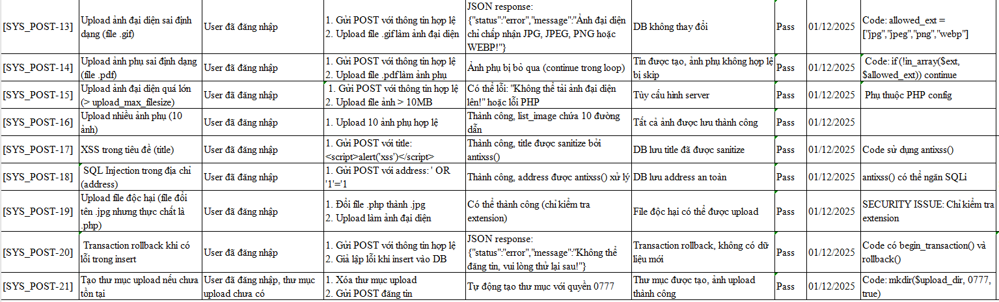 [SYS_POST-13]
Upload ảnh đại diện sai định
dạng (file .gif)
User đã đăng nhập
1. Gửi POST với thông tin hợp lệ
2. Upload file .gif làm ảnh đại diện
JSON response:
{"status":"error","message":"Ảnh đại diện
chỉ chấp nhận JPG, JPEG, PNG hoặc
WEBP!"}
DB không thay đổi
Pass
01/12/2025
Code: allowed_ext =
["jpg","jpeg","png","webp"]
[SYS_POST-14]
Upload ảnh phụ sai định dạng
(file .pdf)
User đã đăng nhập
1. Gửi POST với thông tin hợp lệ
2. Upload file .pdf làm ảnh phụ
Ảnh phụ bị bỏ qua (continue trong loop)
Tin được tạo, ảnh phụ không hợp lệ
bị skip
Pass
01/12/2025
Code: if (!in_array($ext,
$allowed_ext)) continue
[SYS_POST-15]
Upload ảnh đại diện quá lớn
(> upload_max_filesize)
User đã đăng nhập
1. Gửi POST với thông tin hợp lệ
2. Upload file ảnh > 10MB
Có thể lỗi: "Không thể tải ảnh đại diện
lên!" hoặc lỗi PHP
Tùy cấu hình server
Pass
01/12/2025
Phụ thuộc PHP config
[SYS_POST-16]
Upload nhiều ảnh phụ (10
ảnh)
User đã đăng nhập
1. Upload 10 ảnh phụ hợp lệ
Thành công, list_image chứa 10 đường
dẫn
Tất cả ảnh được lưu thành công
Pass
01/12/2025
[SYS_POST-17]
XSS trong tiêu đề (title)
User đã đăng nhập
1. Gửi POST với title:
<script>alert('xss')</script>
Thành công, title được sanitize bởi
antixss()
DB lưu title đã được sanitize
Pass
01/12/2025
Code sử dụng antixss()
[SYS_POST-18]
SQL Injection trong địa chỉ
(address)
User đã đăng nhập
1. Gửi POST với address: ' OR
'1'='1
Thành công, address được antixss() xử lý
DB lưu address an toàn
Pass
01/12/2025
antixss() có thể ngăn SQLi
[SYS_POST-19]
Upload file độc hại (file đổi
tên .jpg nhưng thực chất là
.php)
User đã đăng nhập
1. Đổi file .php thành .jpg
2. Upload làm ảnh đại diện
Có thể thành công (chỉ kiểm tra
extension)
File độc hại có thể được upload
Pass
01/12/2025
SECURITY ISSUE: Chỉ kiểm tra
extension
[SYS_POST-20]
Transaction rollback khi có
lỗi trong insert
User đã đăng nhập
1. Gửi POST với thông tin hợp lệ
2. Giả lập lỗi khi insert vào DB
JSON response:
{"status":"error","message":"Không thể
đăng tin, vui lòng thử lại sau!"}
Transaction rollback, không có dữ
liệu mới
Pass
01/12/2025
Code có begin_transaction() và
rollback()
[SYS_POST-21]
Tạo thư mục upload nếu chưa
tồn tại
User đã đăng nhập, thư mục
upload chưa có
1. Xóa thư mục upload
2. Gửi POST đăng tin
Tự động tạo thư mục với quyền 0777
Thư mục được tạo, ảnh upload
thành công
Pass
01/12/2025
Code: mkdir($upload_dir, 0777,
true)